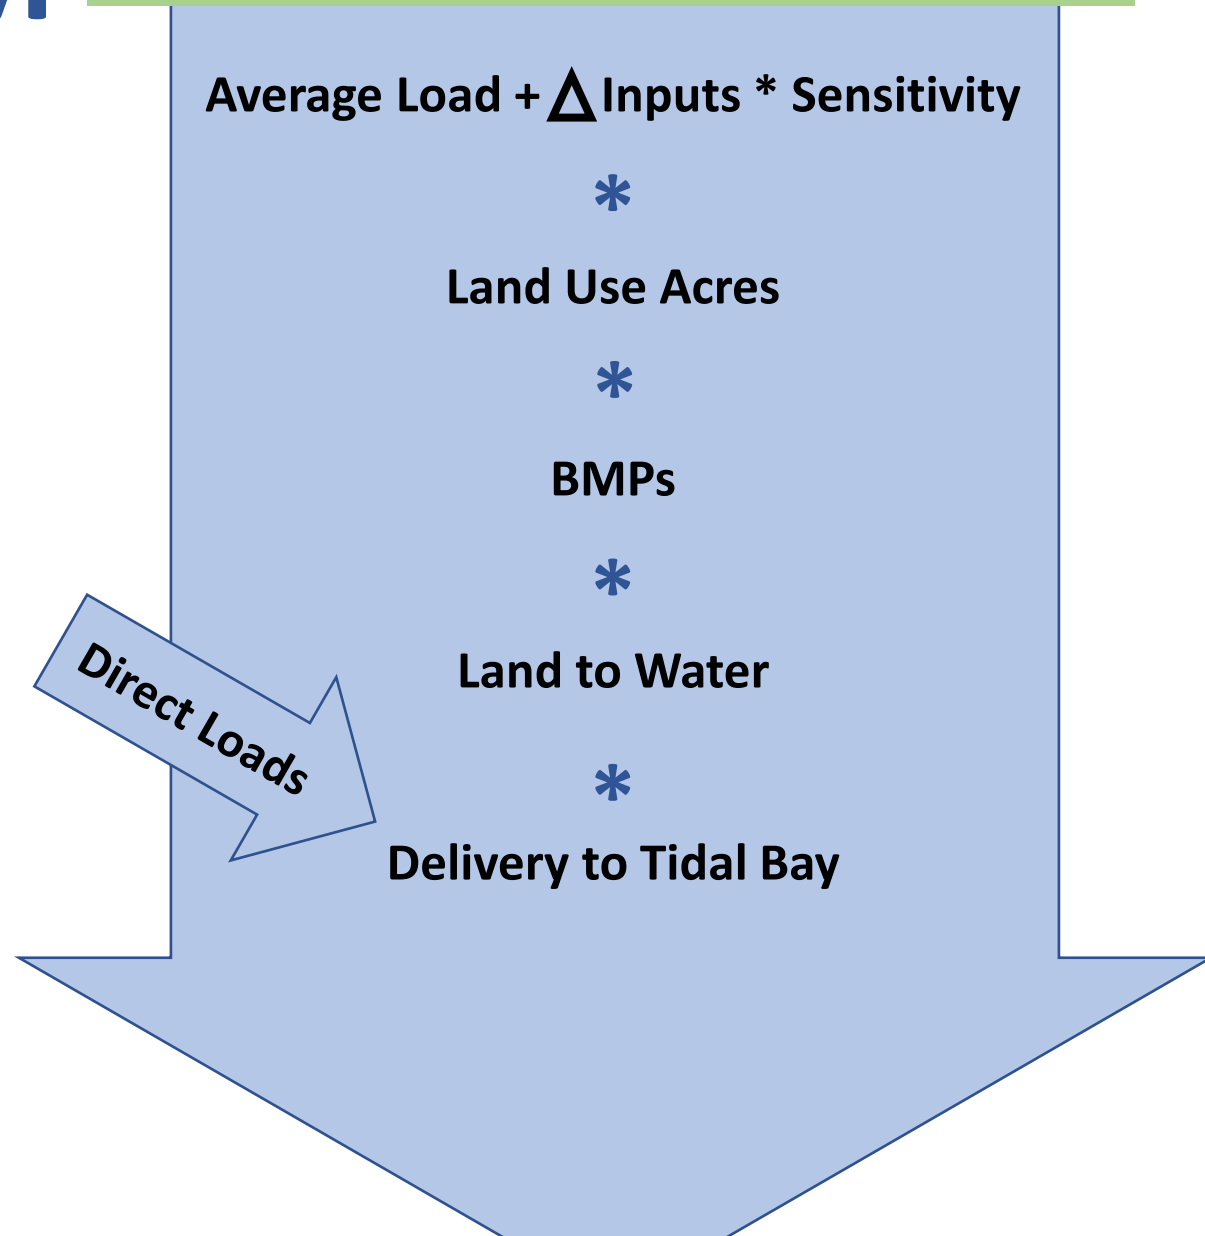 Average Load + Δ Inputs * Sensitivity
*
Land Use Acres
*
BMPs
*
Land to Water
Direct Loads
*
Delivery to Tidal Bay